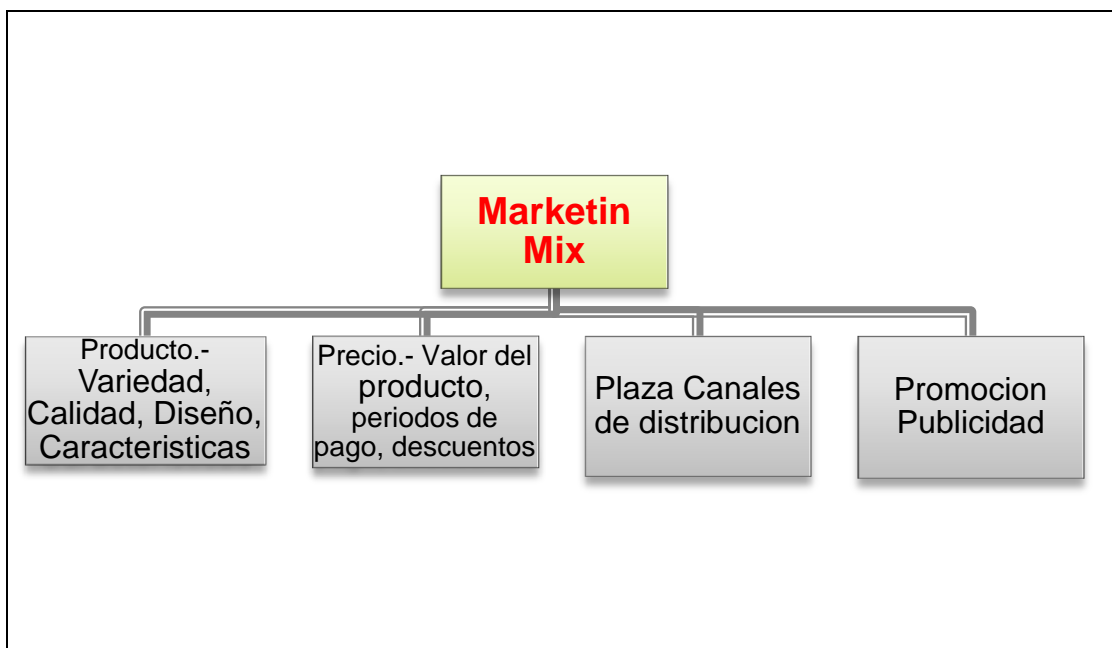 Marketin
Mix
Producto.-
Variedad,
Calidad, Diseño,
Caracteristicas
Precio.- Valor del
producto,
periodos de
pago, descuentos
Plaza Canales
de distribucion
Promocion
Publicidad